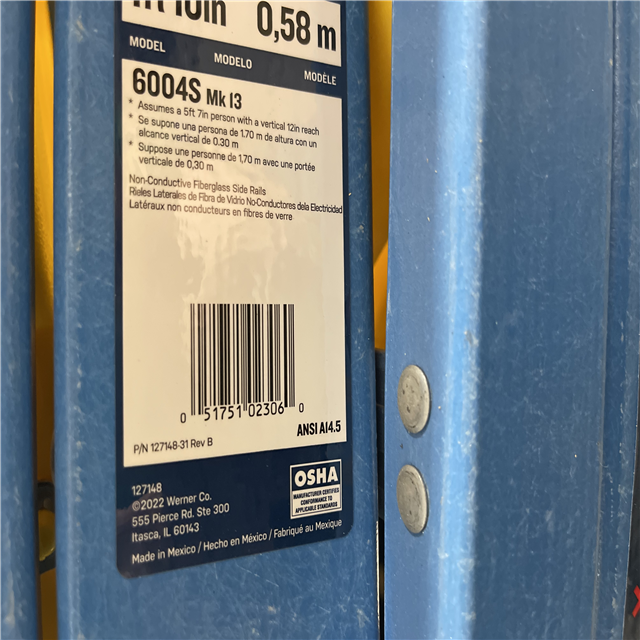 10in 0,58 m
MODEL MODELO MODÈLE
6004S Mk 13
* Assumes a 5ft 7in person with a vertical 12in reach
* Se supone una persona de 1.70 m de altura con un
alcance vertical de 0.30 m
* Suppose une personne de 1,70 m avec une portée
verticale de 0,30 m
Non-Conductive Fiberglass Side Rails
Rieles Laterales de Fibra de Vidrio No-Conductores dela Electricidad
Latéraux non conducteurs en fibres de verre
0 51751 02306 0
ANSI A14.5
P/N 127148-31 Rev B
127148
©2022 Werner Co.
555 Pierce Rd. Ste 300
Itasca, IL 60143
OSHA
MANUFACTURER CERTIFIES
CONFORMANCE TO
APPLICABLE STANDARDS
Made in Mexico / Hecho en México / Fabriqué au Mexique